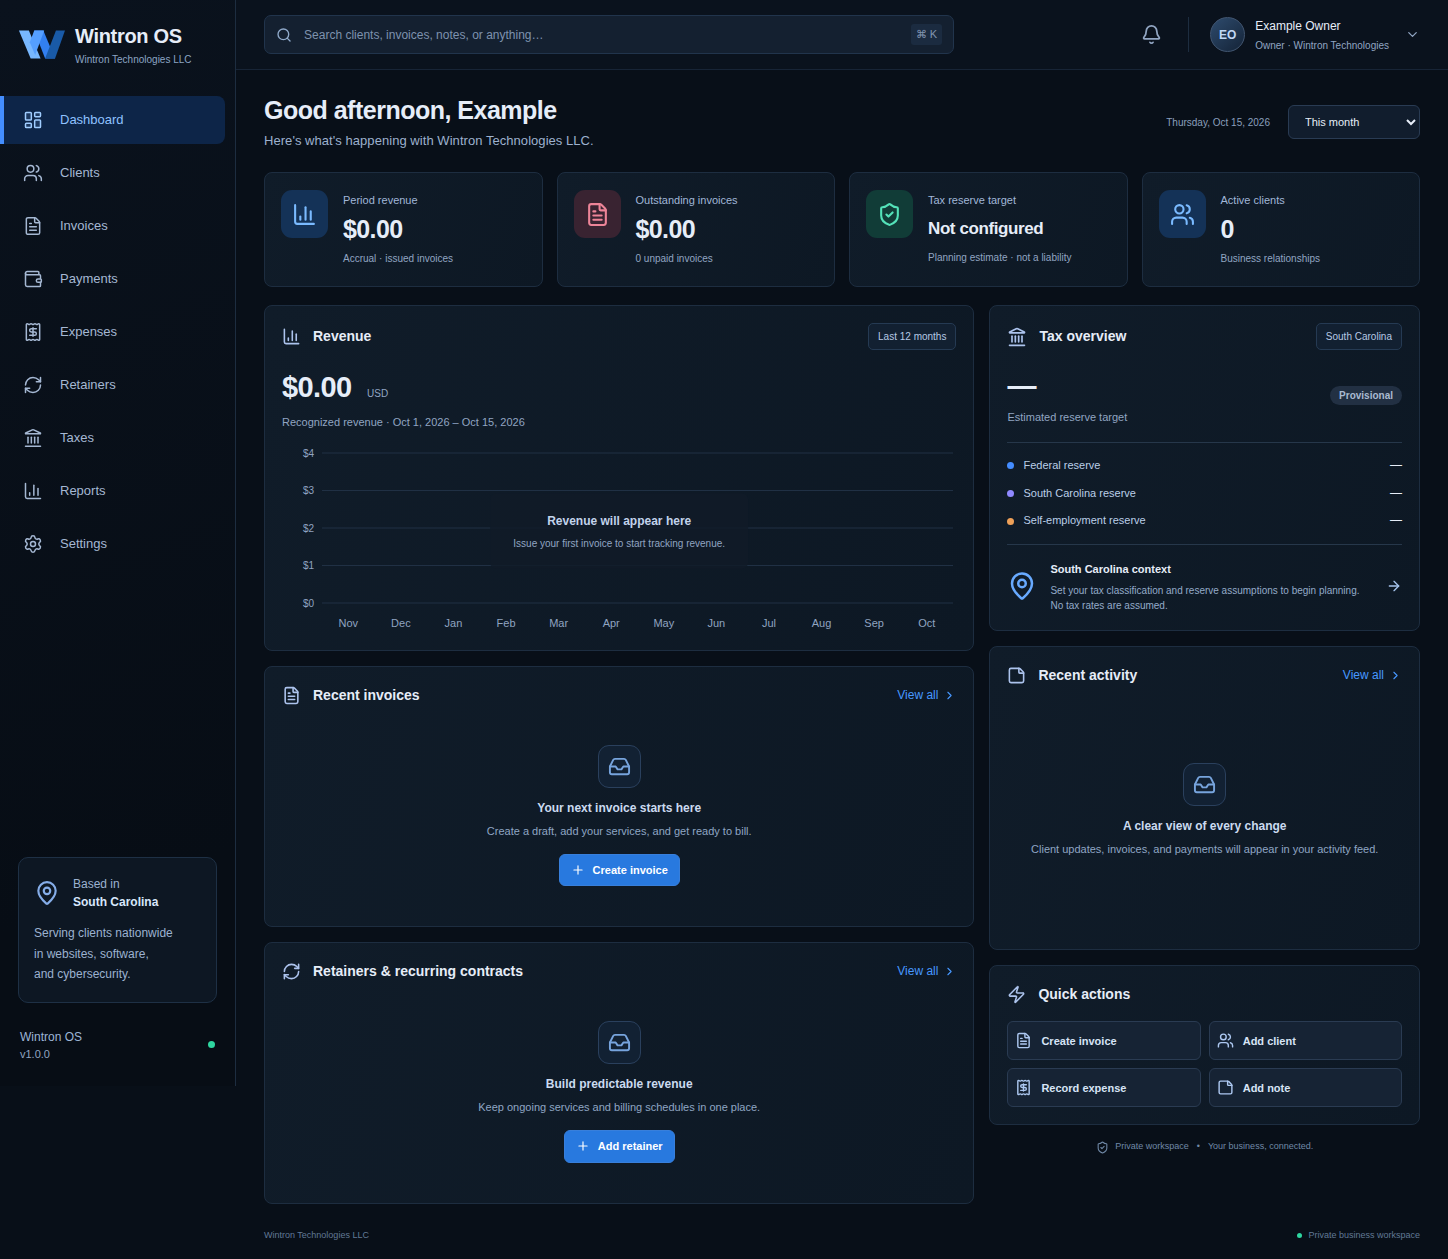 Wintron OS
Wintron Technologies LLC
Dashboard
Clients
Invoices
Payments
Expenses
Retainers
Taxes
Reports
Settings
Based in
South Carolina
Serving clients nationwide
in websites, software,
and cybersecurity.
Wintron OS
v1.0.0
Search clients, invoices, notes, or anything…
⌘ K
EO
Example Owner
Owner · Wintron Technologies
Good afternoon, Example
Here's what's happening with Wintron Technologies LLC.
Thursday, Oct 15, 2026
This month
Period revenue
$0.00
Accrual · issued invoices
Outstanding invoices
$0.00
0 unpaid invoices
Tax reserve target
Not configured
Planning estimate · not a liability
Active clients
0
Business relationships
Revenue
Last 12 months
$0.00 USD
Recognized revenue · Oct 1, 2026 – Oct 15, 2026
$4
$3
$2
$1
$0
Revenue will appear here
Issue your first invoice to start tracking revenue.
Nov Dec Jan Feb Mar Apr May Jun Jul Aug Sep Oct
Tax overview
South Carolina
—
Provisional
Estimated reserve target
Federal reserve —
South Carolina reserve —
Self-employment reserve —
South Carolina context
Set your tax classification and reserve assumptions to begin planning.
No tax rates are assumed.
Recent invoices
View all
Your next invoice starts here
Create a draft, add your services, and get ready to bill.
Create invoice
Recent activity
View all
A clear view of every change
Client updates, invoices, and payments will appear in your activity feed.
Retainers & recurring contracts
View all
Build predictable revenue
Keep ongoing services and billing schedules in one place.
Add retainer
Quick actions
Create invoice
Add client
Record expense
Add note
Private workspace • Your business, connected.
Wintron Technologies LLC
Private business workspace